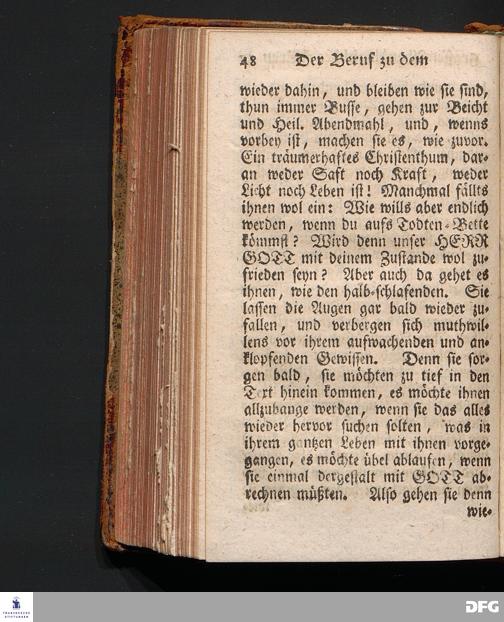 48 Der Beruf zu dem
wieder dahin, und bleiben wie sie sind,
thun immer Busse, gehen zur Beicht
und Heil. Abendmahl, und, wenns
vorbey ist, machen sie es, wie zuvor.
Ein träumerhaftes Christenthum, dar-
an weder Saft noch Kraft, weder
Licht noch Leben ist! Manchmal fällts
ihnen wol ein: Wie wills aber endlich
werden, wenn du aufs Todten-Bette
kömmst? Wird denn unser HERR
GOTT mit deinem Zustande wol zu-
frieden seyn? Aber auch da gehet es
ihnen, wie den halb-schlafenden. Sie
lassen die Augen gar bald wieder zu-
fallen, und verbergen sich muthwil-
lens vor ihrem aufwachenden und an-
klopfenden Gewissen. Denn sie sor-
gen bald, sie möchten zu tief in den
Text hinein kommen, es möchte ihnen
allzubange werden, wenn sie das alles
wieder hervor suchen solten, was in
ihrem gantzen Leben mit ihnen vorge-
gangen, es möchte übel ablaufen, wenn
sie einmal dergestalt mit GOTT ab-
rechnen müßten. Also gehen sie denn
wie-
FRANCKESCHE
STIFTUNGEN
DFG